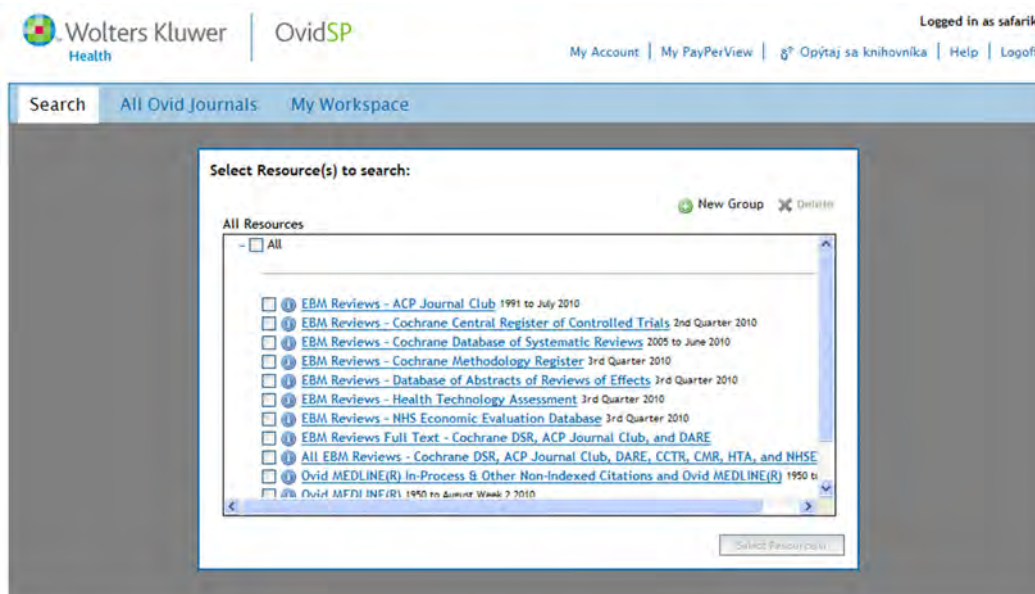 Logged in as safarik
Wolters Kluwer
Health
OvidSP
My Account | My PayPerView | Opýtaj sa knihovníka | Help | Logoff
Search All Ovid Journals My Workspace
Select Resource(s) to search:
New Group Delete
All Resources
All
EBM Reviews - ACP Journal Club 1991 to July 2010
EBM Reviews - Cochrane Central Register of Controlled Trials 2nd Quarter 2010
EBM Reviews - Cochrane Database of Systematic Reviews 2005 to June 2010
EBM Reviews - Cochrane Methodology Register 3rd Quarter 2010
EBM Reviews - Database of Abstracts of Reviews of Effects 3rd Quarter 2010
EBM Reviews - Health Technology Assessment 3rd Quarter 2010
EBM Reviews - NHS Economic Evaluation Database 3rd Quarter 2010
EBM Reviews Full Text - Cochrane DSR, ACP Journal Club, and DARE
All EBM Reviews - Cochrane DSR, ACP Journal Club, DARE, CCTR, CMR, HTA, and NHSE
Ovid MEDLINE(R) In-Process & Other Non-Indexed Citations and Ovid MEDLINE(R) 1950 to
Ovid MEDLINE(R) 1950 to August Week 2 2010
Select Resource(s)